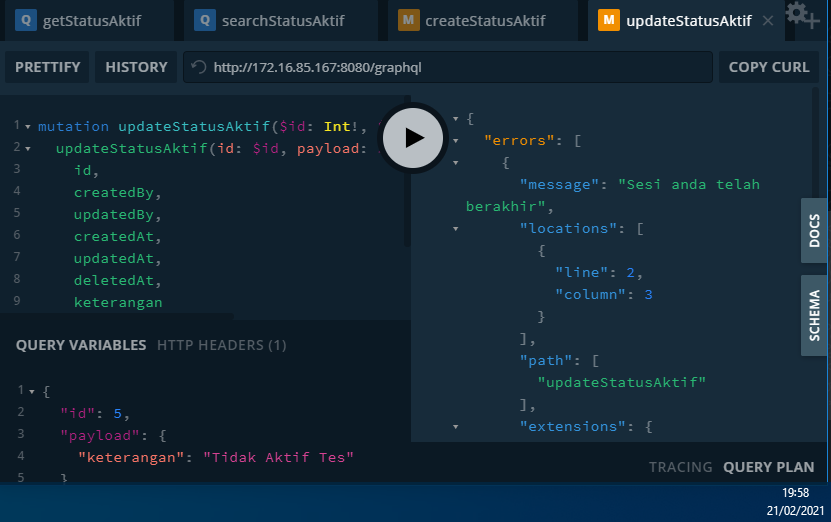 Q getStatusAktif
Q searchStatusAktif
M createStatusAktif
M updateStatusAktif
PRETTIFY HISTORY http://172.16.85.167:8080/graphql COPY CURL
1 mutation updateStatusAktif($id: Int!,
2 updateStatusAktif(id: $id, payload:
3 id,
4 createdBy,
5 updatedBy,
6 createdAt,
7 updatedAt,
8 deletedAt,
9 keterangan
QUERY VARIABLES HTTP HEADERS (1)
1 {
2 "id": 5,
3 "payload": {
4 "keterangan": "Tidak Aktif Tes"
5 }
{
"errors": [
{
"message": "Sesi anda telah
berakhir",
"locations": [
{
"line": 2,
"column": 3
}
],
"path": [
"updateStatusAktif"
],
"extensions": {
DOCS
SCHEMA
TRACING QUERY PLAN
19:58
21/02/2021